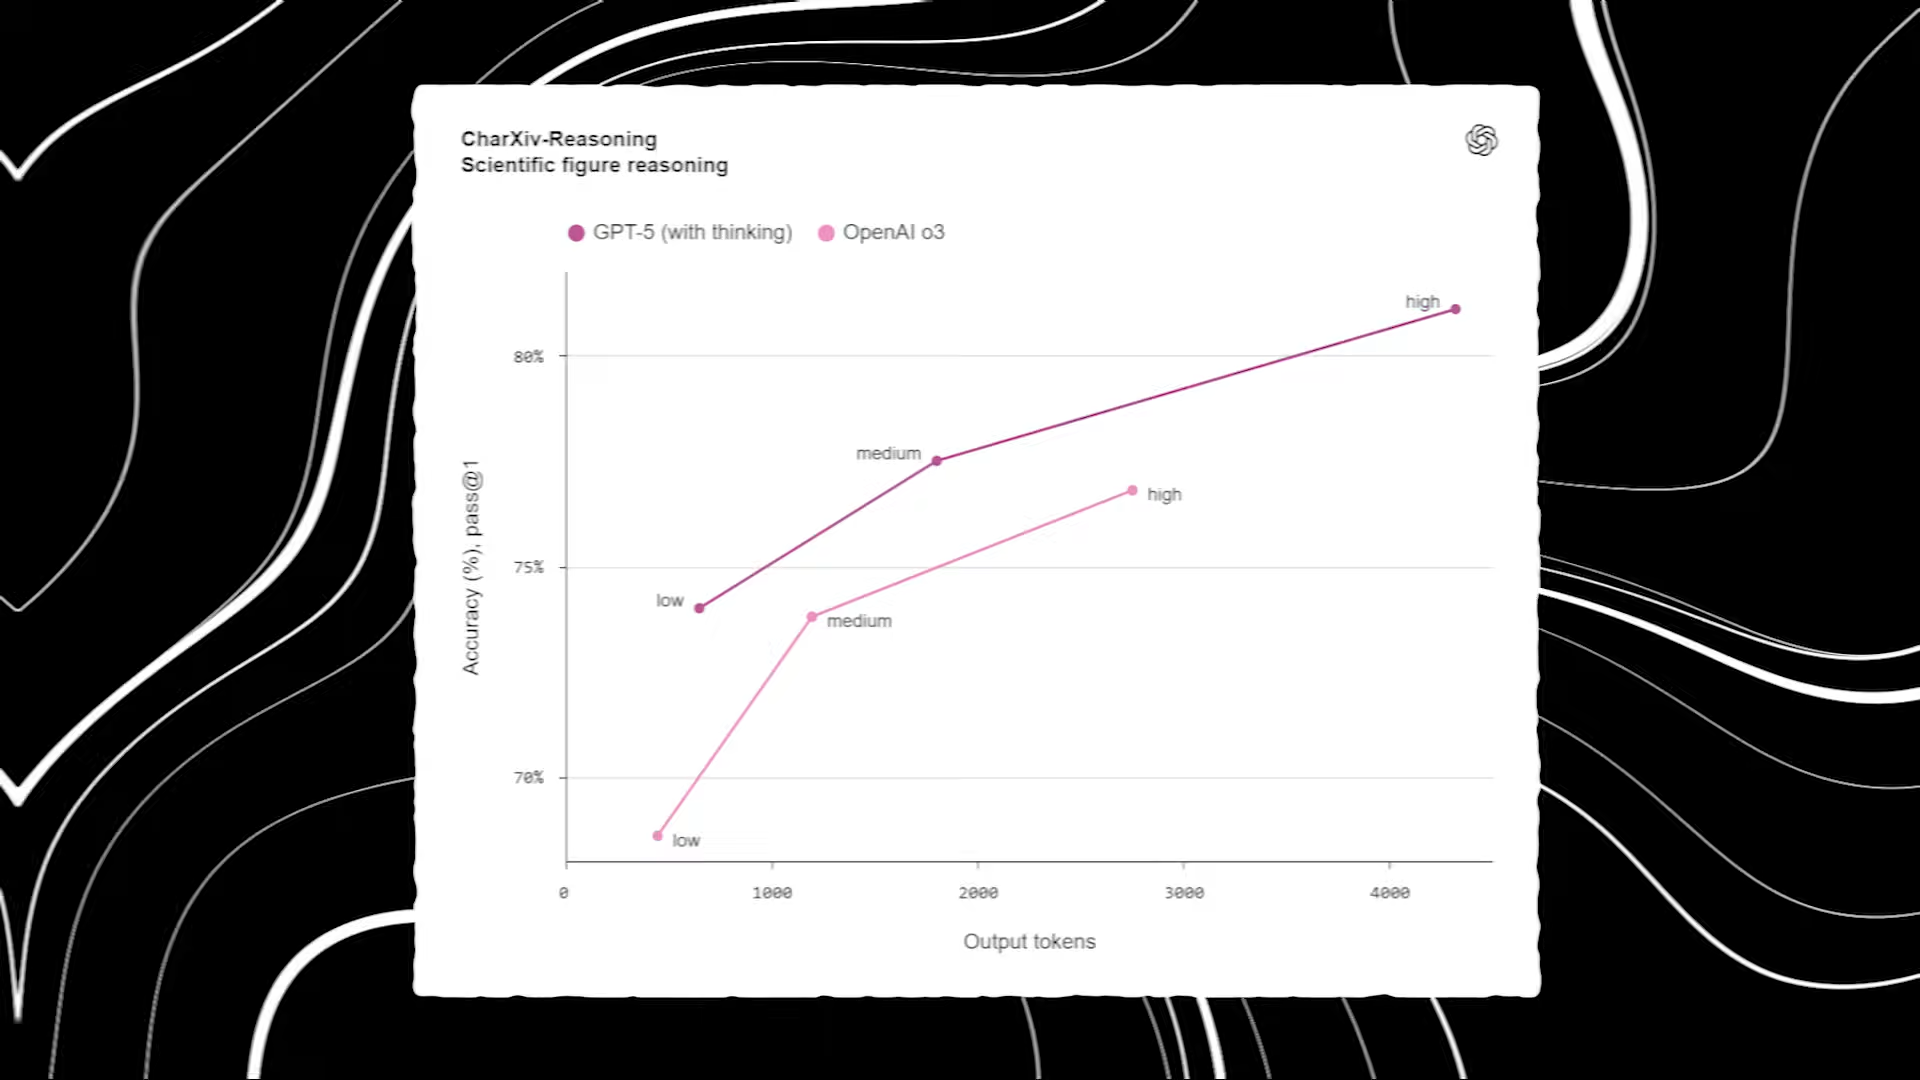 CharXiv-Reasoning
Scientific figure reasoning
GPT-5 (with thinking) OpenAI o3
high
80%
medium
high
Accuracy (%), pass@1
75%
low
medium
70%
low
0 1000 2000 3000 4000
Output tokens